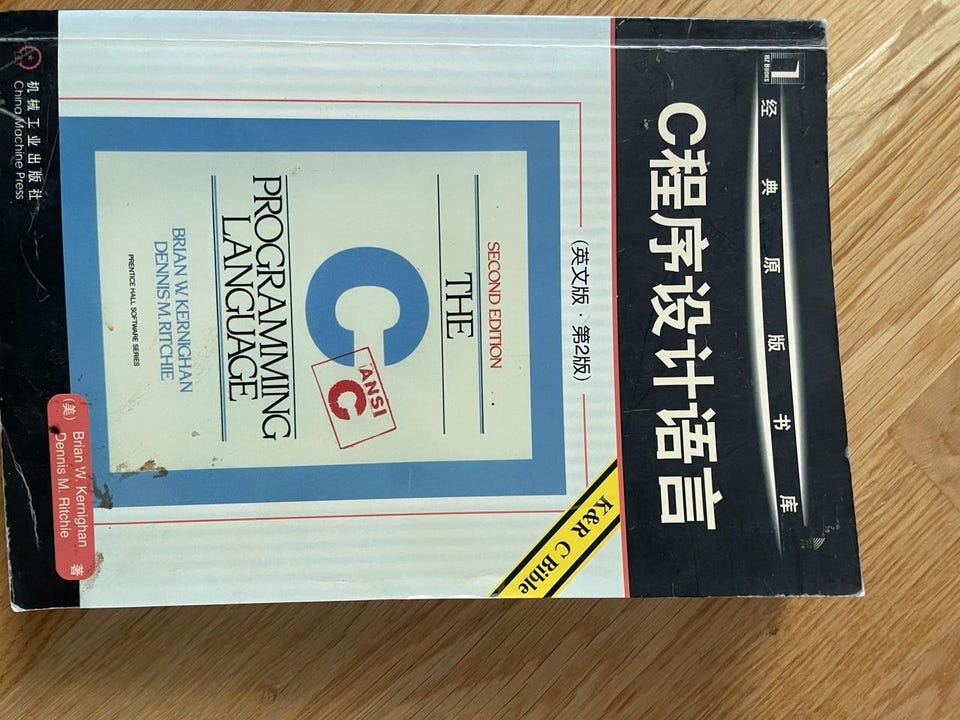 HZ BOOKS
经典原版书库
C程序设计语言
(英文版·第2版)
K&R C Bible
SECOND EDITION
THE
C
ANSI
C
PROGRAMMING
LANGUAGE
BRIAN W. KERNIGHAN
DENNIS M. RITCHIE
PRENTICE HALL SOFTWARE SERIES
(美) Brian W. Kernighan
Dennis M. Ritchie
著
机械工业出版社
China Machine Press